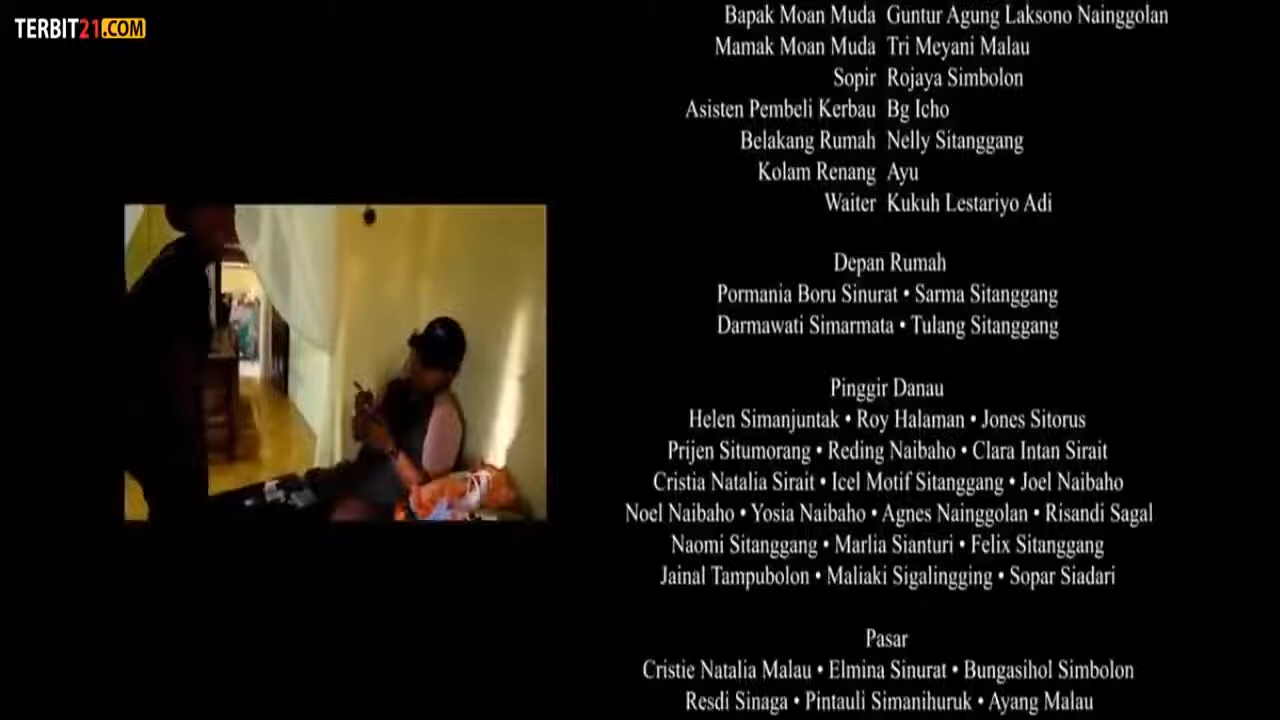 TERBIT21.COM
Bapak Moan Muda Guntur Agung Laksono Nainggolan
Mamak Moan Muda Tri Meyani Malau
Sopir Rojaya Simbolon
Asisten Pembeli Kerbau Bg Icho
Belakang Rumah Nelly Sitanggang
Kolam Renang Ayu
Waiter Kukuh Lestariyo Adi
Depan Rumah
Pormania Boru Sinurat • Sarma Sitanggang
Darmawati Simarmata • Tulang Sitanggang
Pinggir Danau
Helen Simanjuntak • Roy Halaman • Jones Sitorus
Prijen Situmorang • Reding Naibaho • Clara Intan Sirait
Cristia Natalia Sirait • Icel Motif Sitanggang • Joel Naibaho
Noel Naibaho • Yosia Naibaho • Agnes Nainggolan • Risandi Sagal
Naomi Sitanggang • Marlia Sianturi • Felix Sitanggang
Jainal Tampubolon • Maliaki Sigalingging • Sopar Siadari
Pasar
Cristie Natalia Malau • Elmina Sinurat • Bungasihol Simbolon
Resdi Sinaga • Pintauli Simanihuruk • Ayang Malau